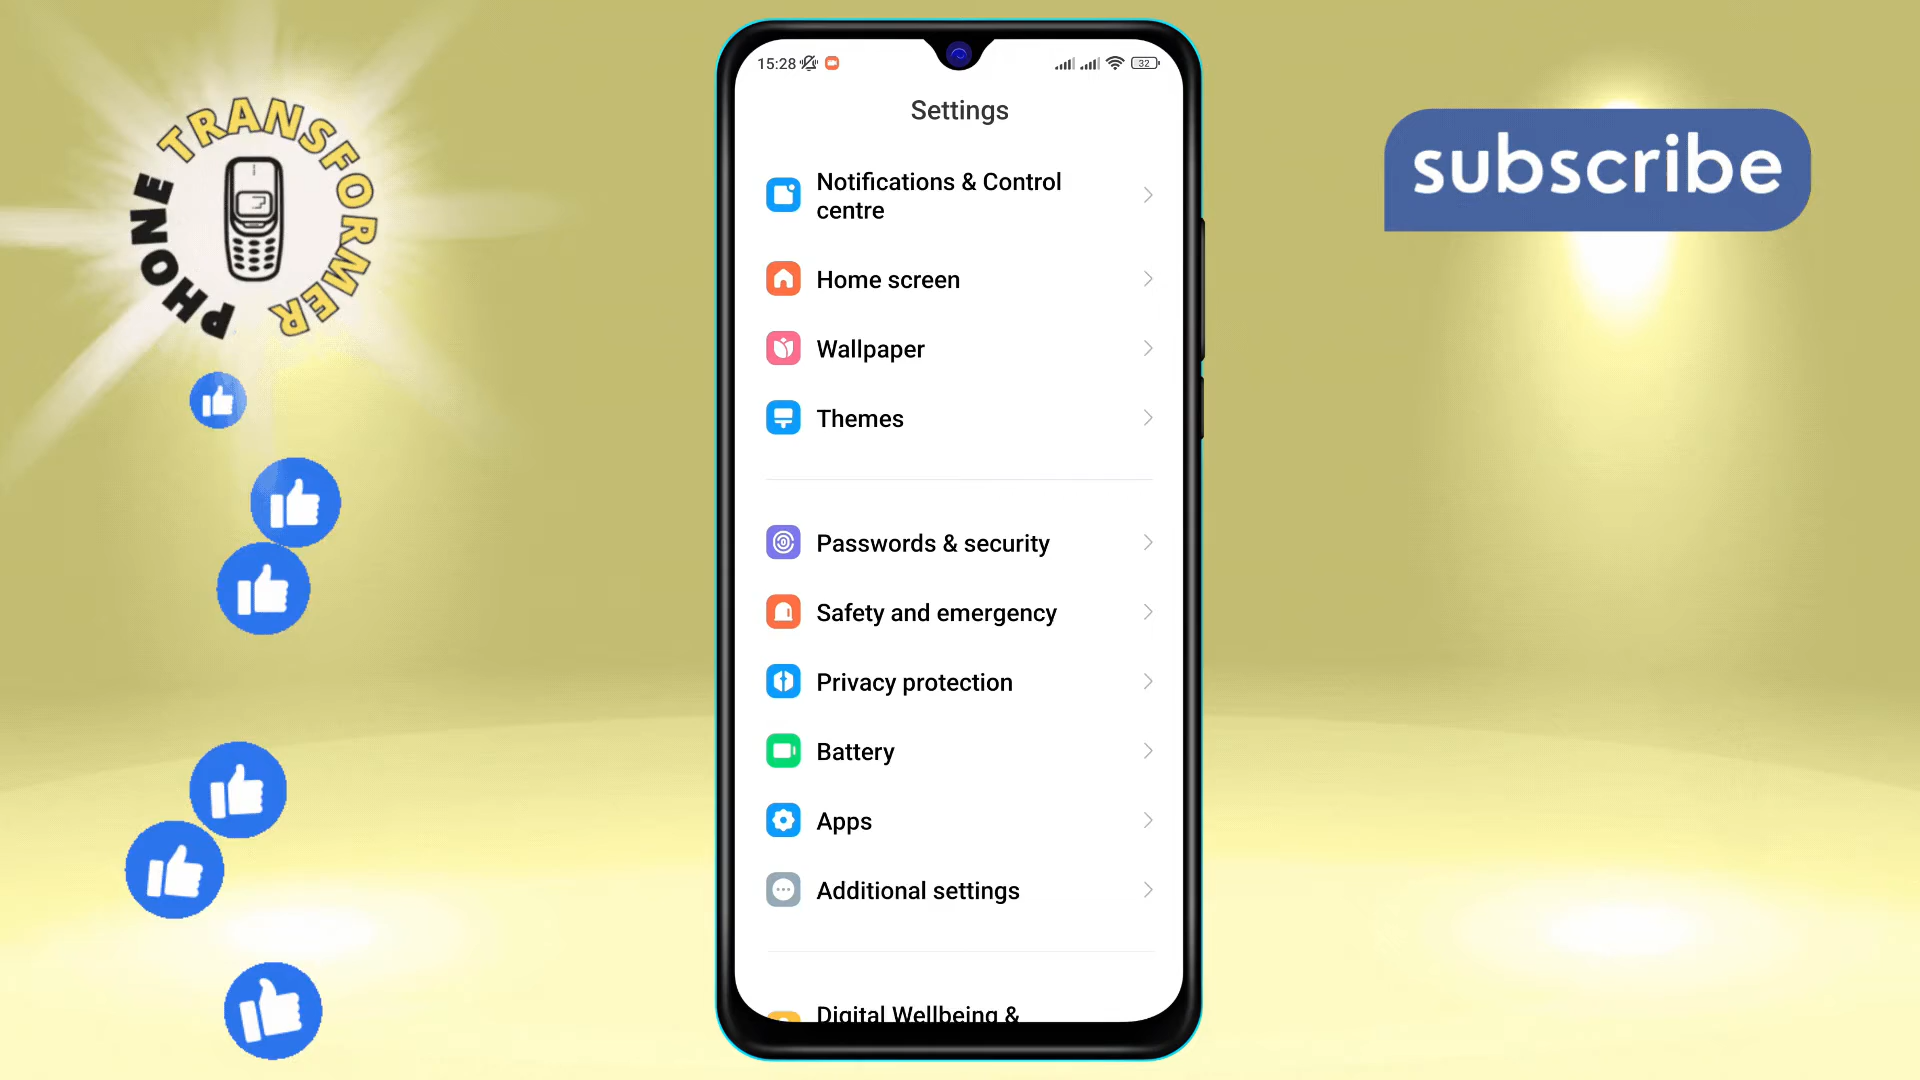 PHONE TRANSFORMER
15:28
32
Settings
Notifications & Control
centre
Home screen
Wallpaper
Themes
Passwords & security
Safety and emergency
Privacy protection
Battery
Apps
Additional settings
Digital Wellbeing &
subscribe